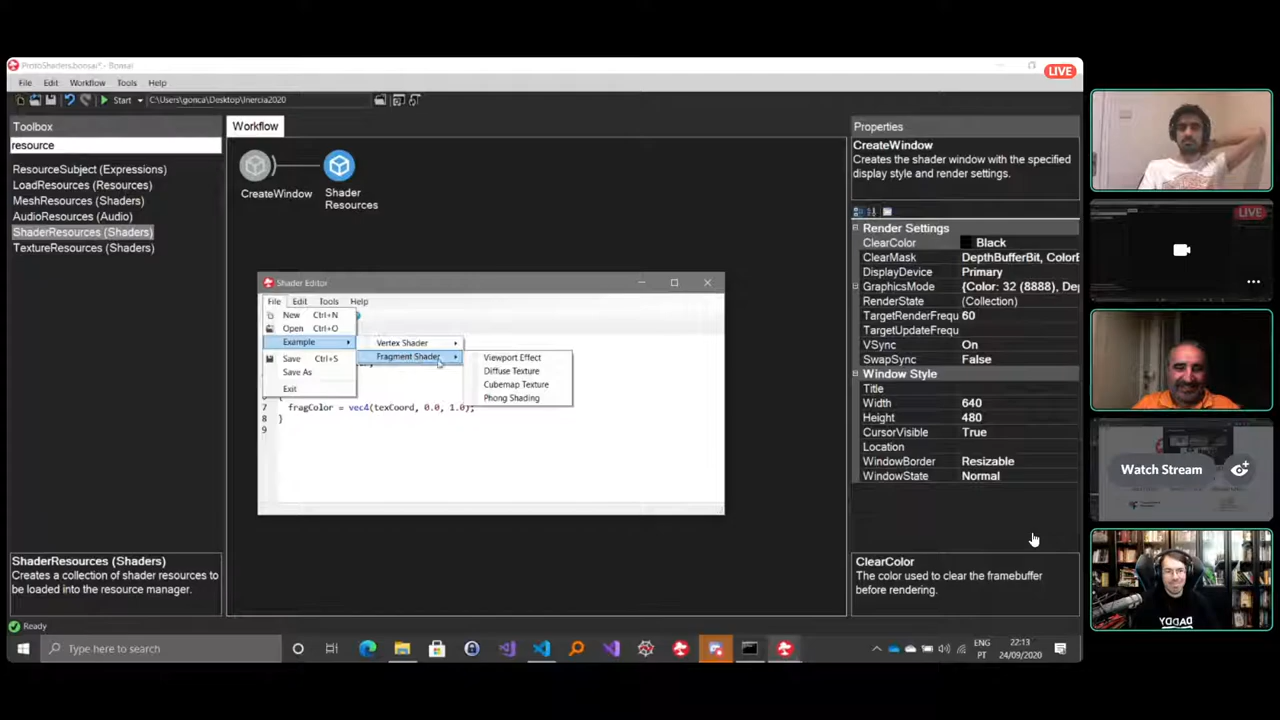 ProtoShaders.bonsai* - Bonsai
LIVE
File Edit Workflow Tools Help
Start C:\Users\gonca\Desktop\Inercia2020
Toolbox
resource
ResourceSubject (Expressions)
LoadResources (Resources)
MeshResources (Shaders)
AudioResources (Audio)
ShaderResources (Shaders)
TextureResources (Shaders)
ShaderResources (Shaders)
Creates a collection of shader resources to
be loaded into the resource manager.
Ready
Workflow
CreateWindow
Shader
Resources
Shader Editor
File Edit Tools Help
New Ctrl+N
Open Ctrl+O
Example
Save Ctrl+S
Save As
Exit
Vertex Shader
Fragment Shader
Viewport Effect
Diffuse Texture
Cubemap Texture
Phong Shading
7 fragColor = vec4(texCoord, 0.0, 1.0);
8 }
9
Properties
CreateWindow
Creates the shader window with the specified
display style and render settings.
Render Settings
ClearColor Black
ClearMask DepthBufferBit, ColorB
DisplayDevice Primary
GraphicsMode {Color: 32 (8888), Dep
RenderState (Collection)
TargetRenderFrequ 60
TargetUpdateFrequ
VSync On
SwapSync False
Window Style
Title
Width 640
Height 480
CursorVisible True
Location
WindowBorder Resizable
WindowState Normal
ClearColor
The color used to clear the framebuffer
before rendering.
Type here to search
ENG
PT
22:13
24/09/2020
LIVE
Watch Stream
DADDY